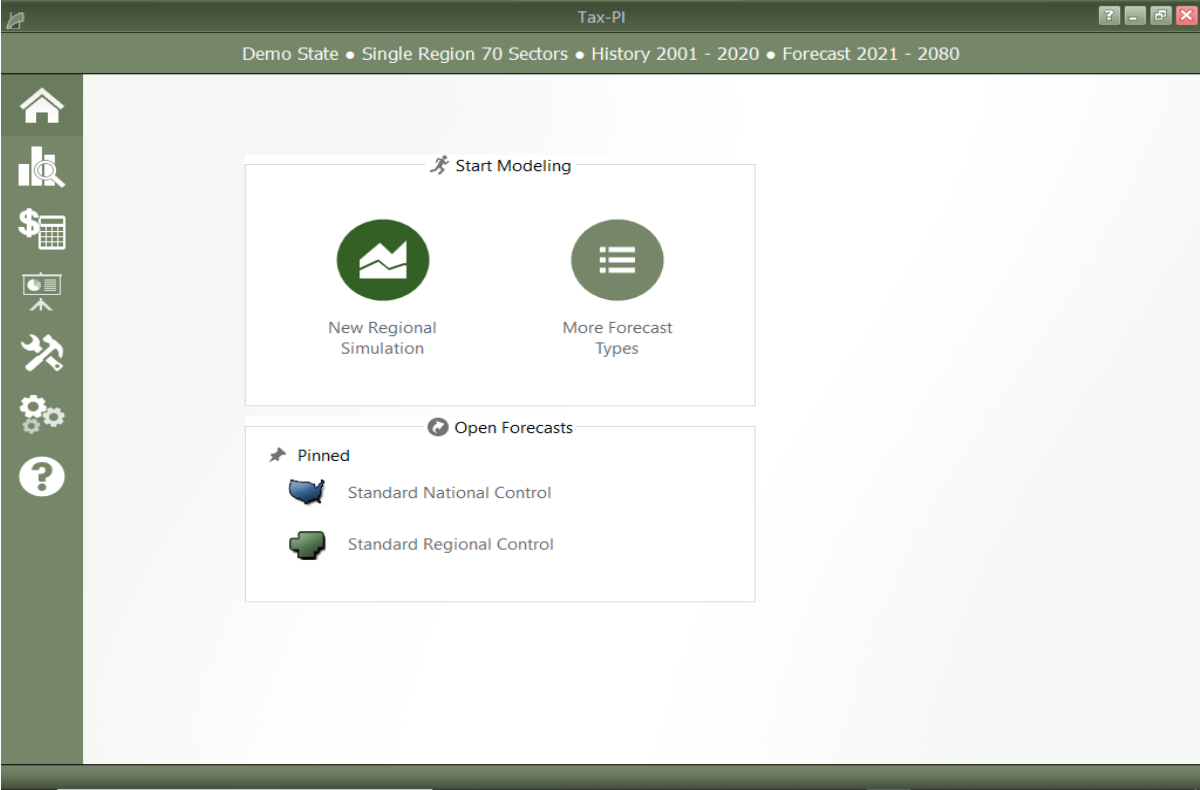 Tax-PI
Demo State ● Single Region 70 Sectors ● History 2001 - 2020 ● Forecast 2021 - 2080
Start Modeling
New Regional
Simulation
More Forecast
Types
Open Forecasts
Pinned
Standard National Control
Standard Regional Control